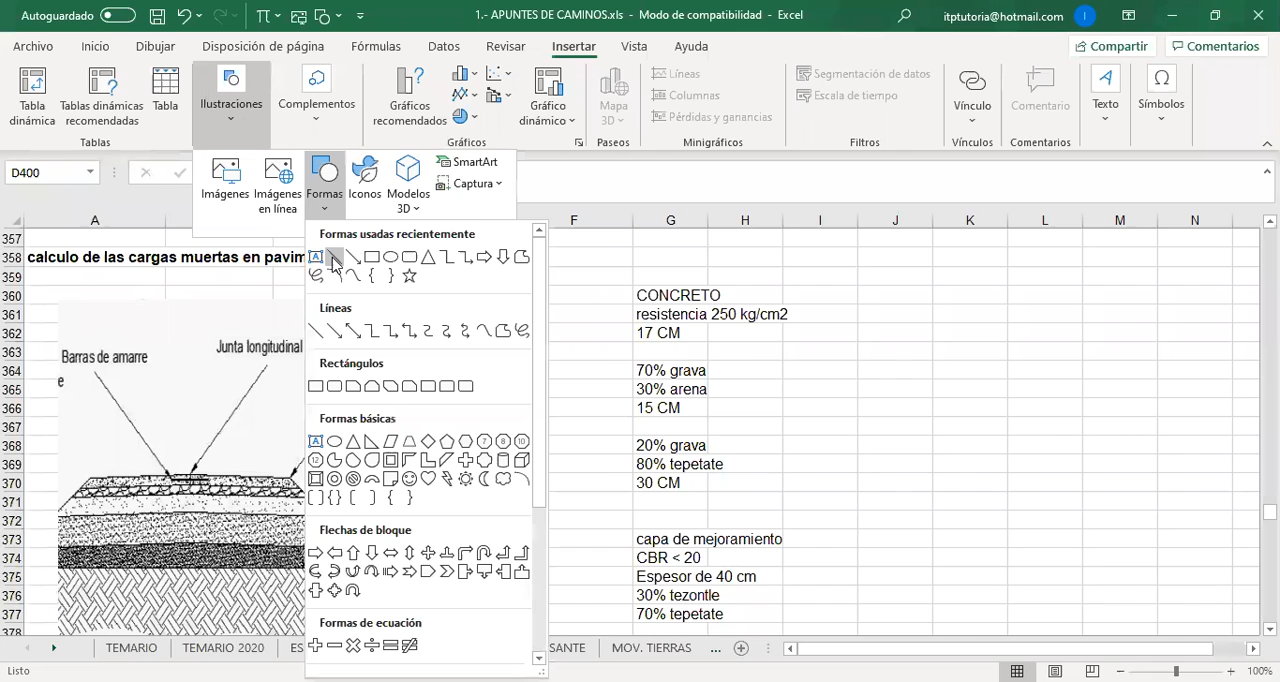 Autoguardado
1.- APUNTES DE CAMINOS.xls - Modo de compatibilidad - Excel
itptutoria@hotmail.com
I
Archivo Inicio Dibujar Disposición de página Fórmulas Datos Revisar Insertar Vista Ayuda
Compartir
Comentarios
Tabla dinámica
Tablas dinámicas recomendadas
Tabla
Tablas
Ilustraciones
Complementos
Gráficos recomendados
Gráfico dinámico
Gráficos
Mapa 3D
Paseos
Líneas
Columnas
Pérdidas y ganancias
Minigráficos
Segmentación de datos
Escala de tiempo
Filtros
Vínculo
Vínculos
Comentario
Comentarios
Texto
Símbolos
D400
Imágenes
Imágenes en línea
Formas
Iconos
Modelos 3D
SmartArt
Captura
Formas usadas recientemente
Líneas
Rectángulos
Formas básicas
Flechas de bloque
Formas de ecuación
A F G H I J K L M N
357
358 calculo de las cargas muertas en pavim
359
360 CONCRETO
361 resistencia 250 kg/cm2
362 17 CM
363
364 70% grava
365 30% arena
366 15 CM
367
368 20% grava
369 80% tepetate
370 30 CM
371
372
373 capa de mejoramiento
374 CBR < 20
375 Espesor de 40 cm
376 30% tezontle
377 70% tepetate
378
Barras de amarre
Junta longitudinal
e
TEMARIO TEMARIO 2020 ES SANTE MOV. TIERRAS ...
Listo
100%